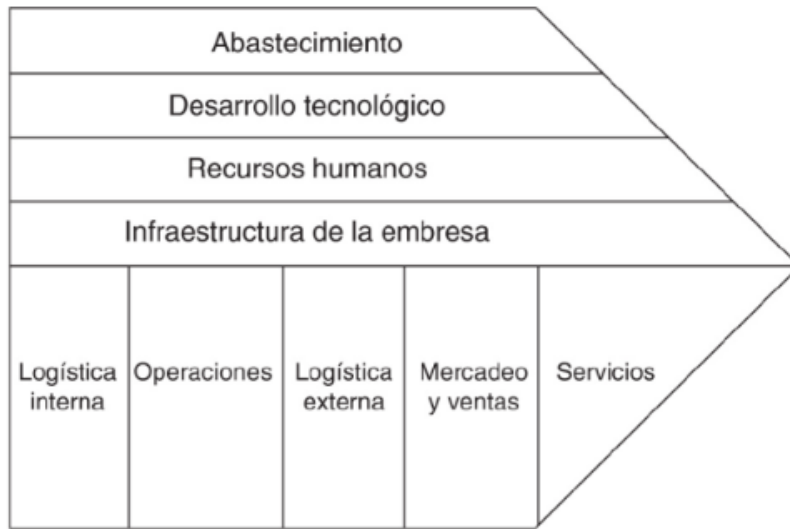 Abastecimiento
Desarrollo tecnológico
Recursos humanos
Infraestructura de la embresa
Logística
interna
Operaciones
Logística
externa
Mercadeo
y ventas
Servicios